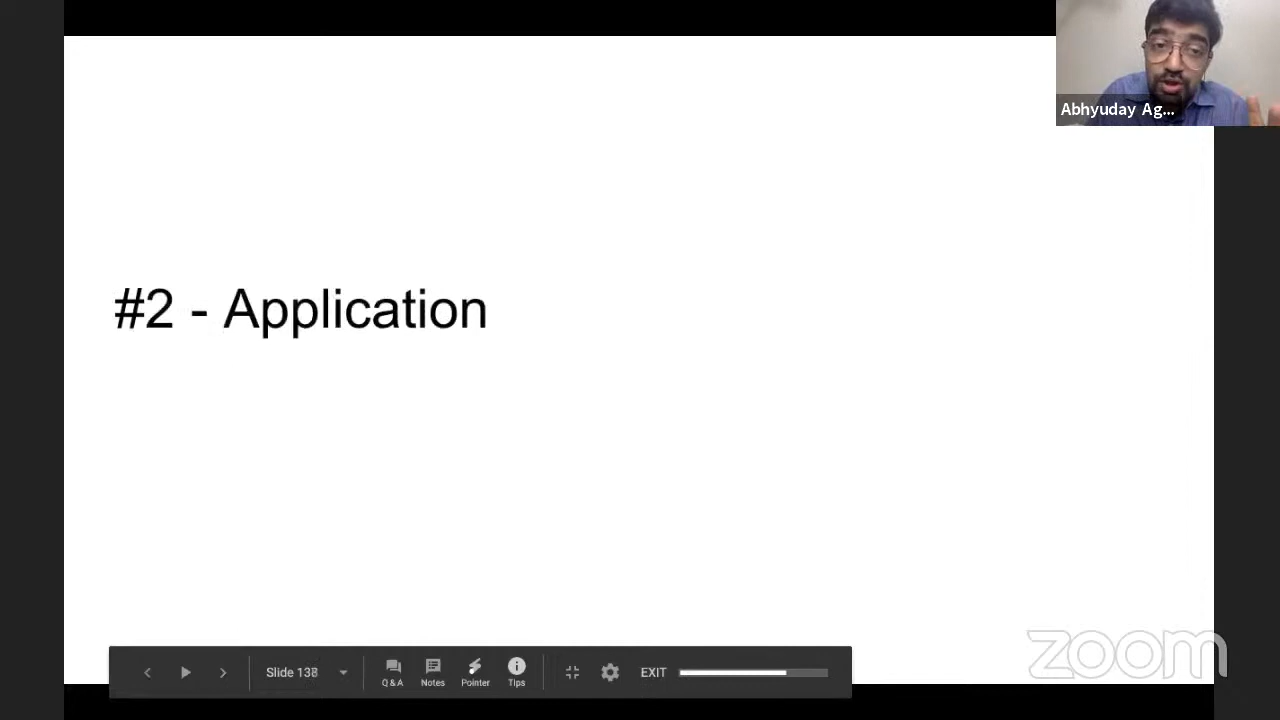 Abhyuday Ag...
#2 - Application
Slide 138
Q & A
Notes
Pointer
Tips
EXIT
zoom